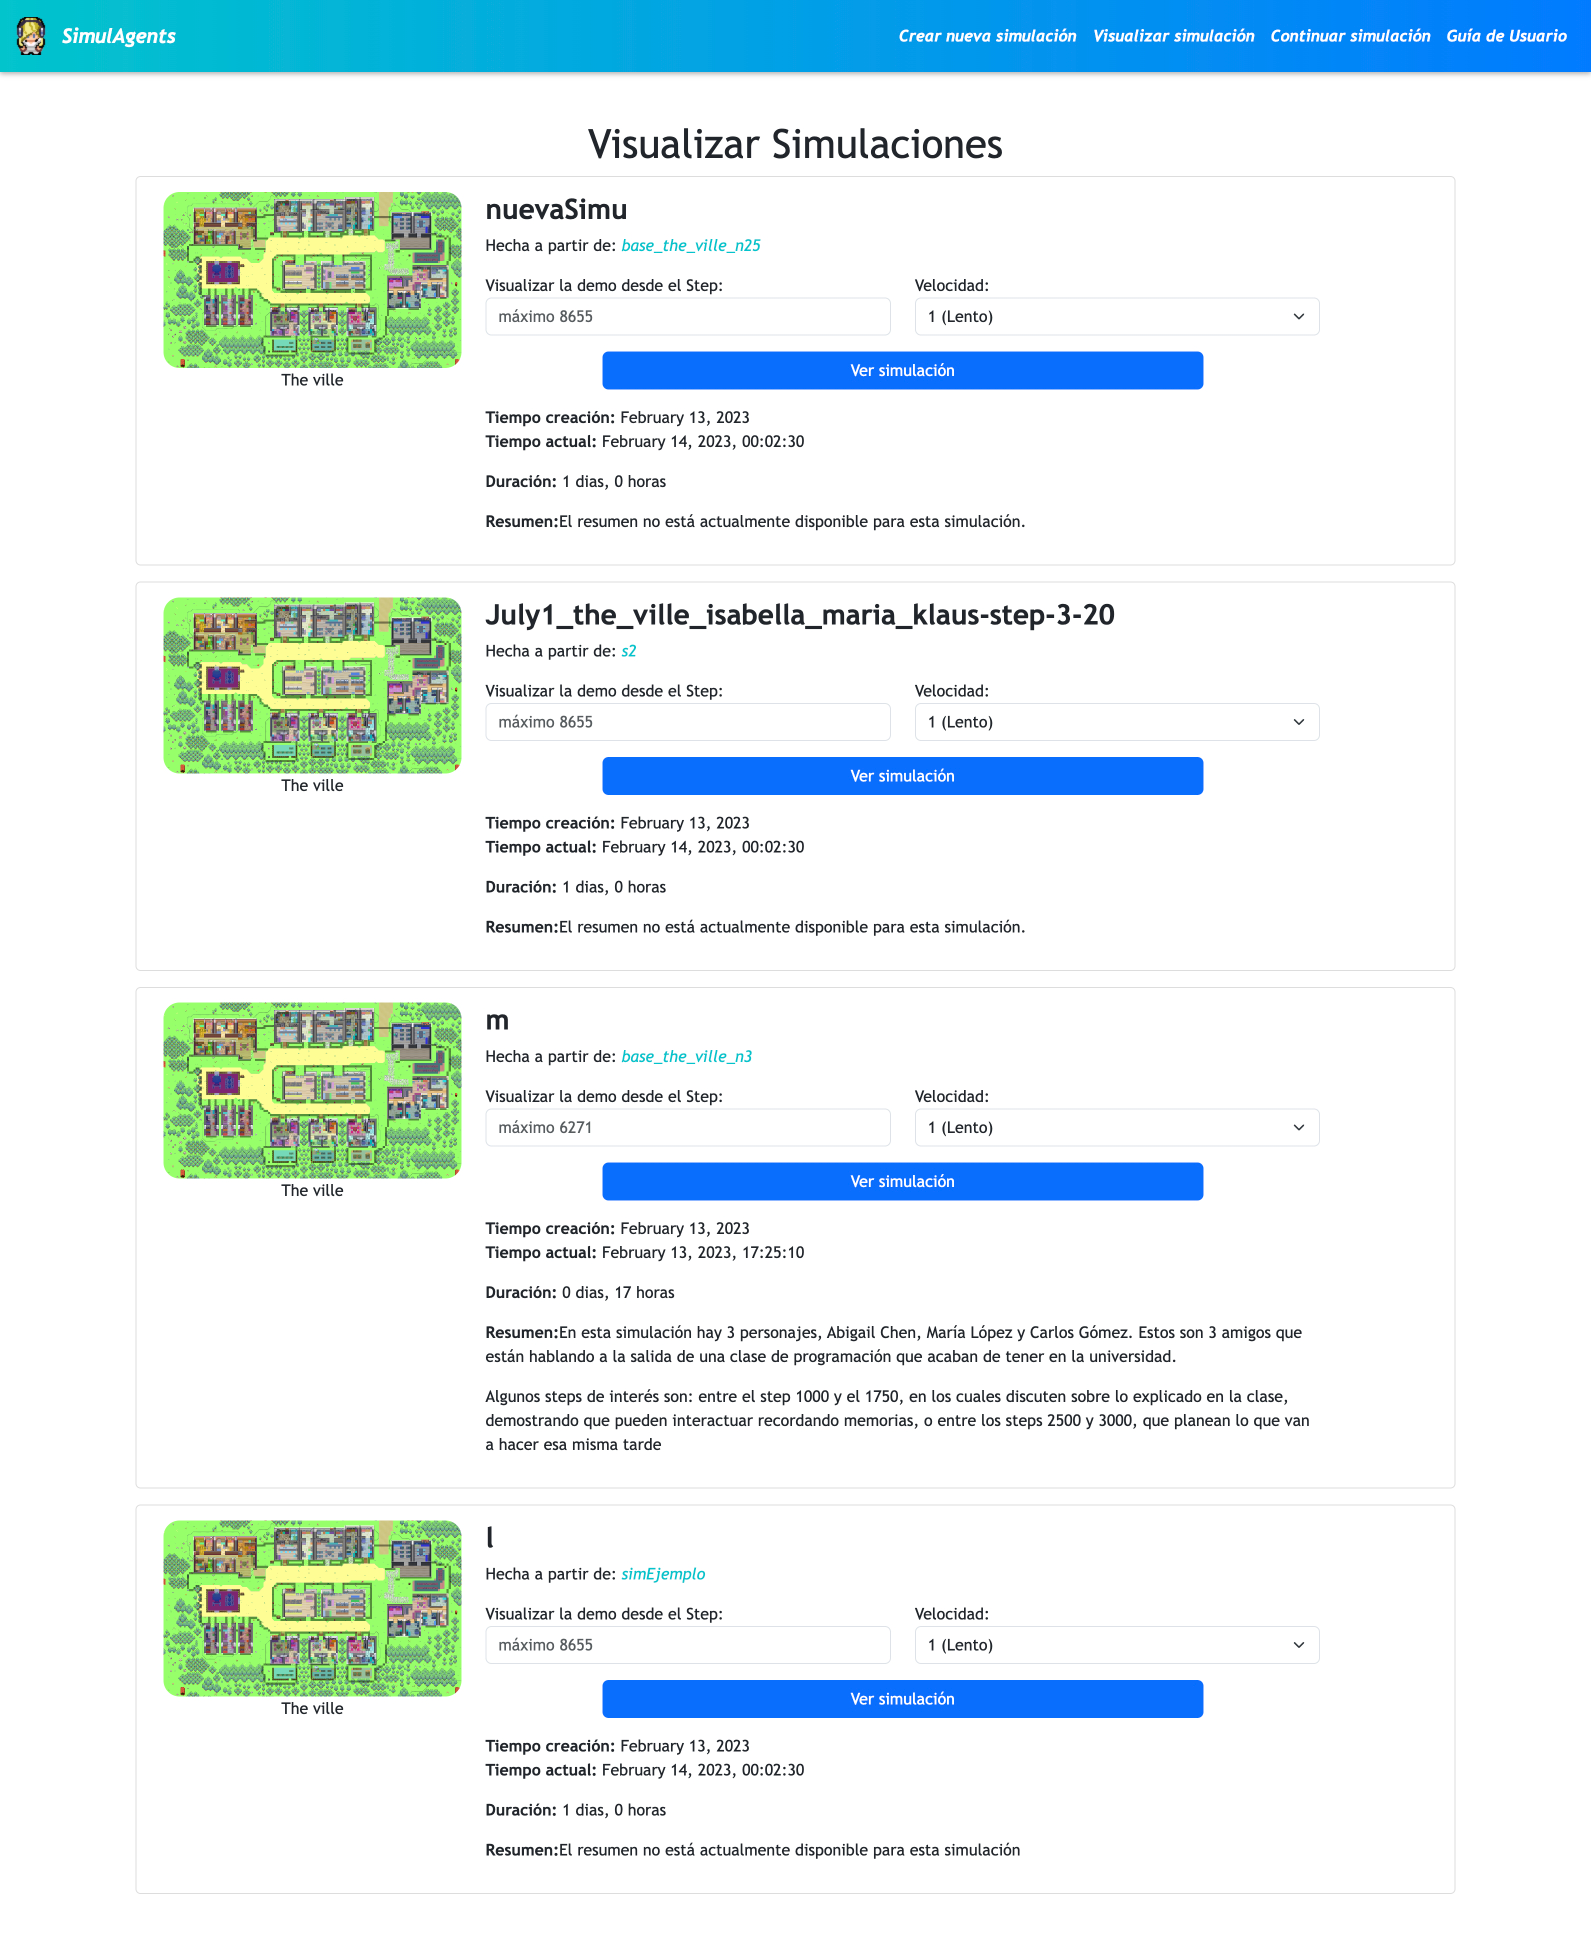 SimulAgents
Crear nueva simulación
Visualizar simulación
Continuar simulación
Guía de Usuario
Visualizar Simulaciones
The ville
nuevaSimu
Hecha a partir de: base_the_ville_n25
Visualizar la demo desde el Step:
máximo 8655
Velocidad:
1 (Lento)
Ver simulación
Tiempo creación: February 13, 2023
Tiempo actual: February 14, 2023, 00:02:30
Duración: 1 dias, 0 horas
Resumen:El resumen no está actualmente disponible para esta simulación.
The ville
July1_the_ville_isabella_maria_klaus-step-3-20
Hecha a partir de: s2
Visualizar la demo desde el Step:
máximo 8655
Velocidad:
1 (Lento)
Ver simulación
Tiempo creación: February 13, 2023
Tiempo actual: February 14, 2023, 00:02:30
Duración: 1 dias, 0 horas
Resumen:El resumen no está actualmente disponible para esta simulación.
The ville
m
Hecha a partir de: base_the_ville_n3
Visualizar la demo desde el Step:
máximo 6271
Velocidad:
1 (Lento)
Ver simulación
Tiempo creación: February 13, 2023
Tiempo actual: February 13, 2023, 17:25:10
Duración: 0 dias, 17 horas
Resumen:En esta simulación hay 3 personajes, Abigail Chen, María López y Carlos Gómez. Estos son 3 amigos que
están hablando a la salida de una clase de programación que acaban de tener en la universidad.
Algunos steps de interés son: entre el step 1000 y el 1750, en los cuales discuten sobre lo explicado en la clase,
demostrando que pueden interactuar recordando memorias, o entre los steps 2500 y 3000, que planean lo que van
a hacer esa misma tarde
The ville
l
Hecha a partir de: simEjemplo
Visualizar la demo desde el Step:
máximo 8655
Velocidad:
1 (Lento)
Ver simulación
Tiempo creación: February 13, 2023
Tiempo actual: February 14, 2023, 00:02:30
Duración: 1 dias, 0 horas
Resumen:El resumen no está actualmente disponible para esta simulación